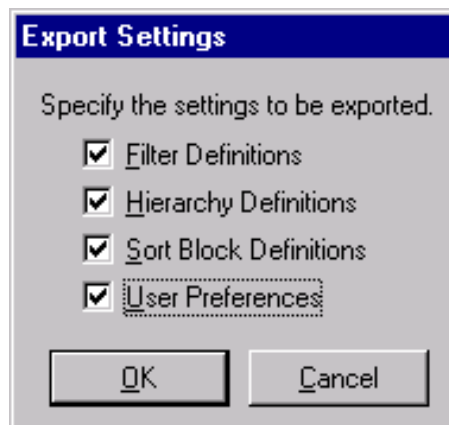 Export Settings
Specify the settings to be exported.
Filter Definitions
Hierarchy Definitions
Sort Block Definitions
User Preferences
OK Cancel